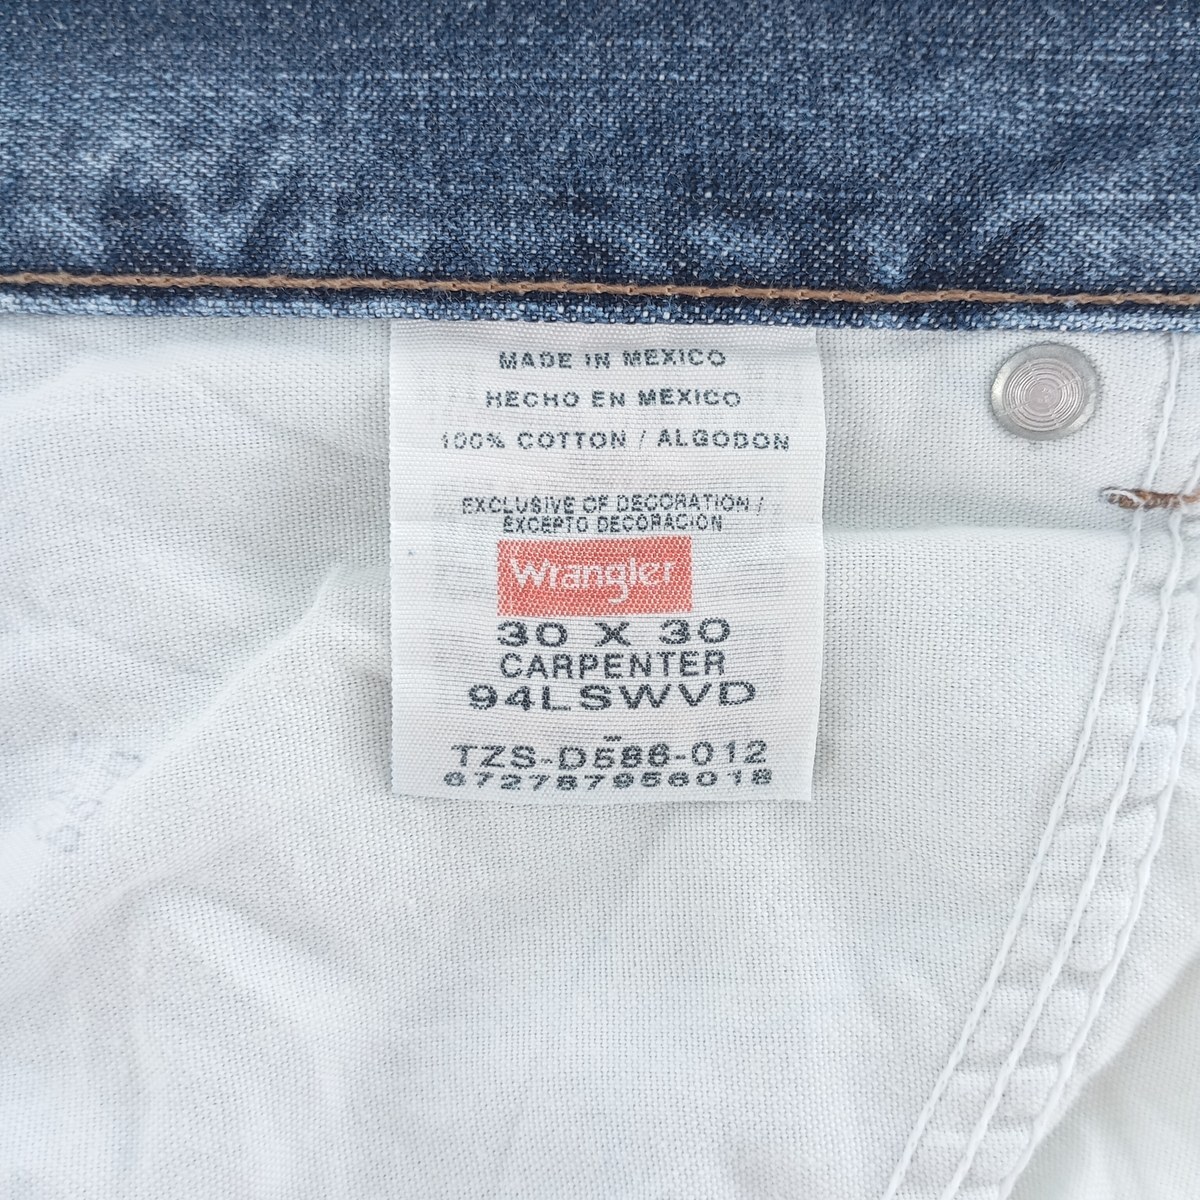 MADE IN MEXICO
HECHO EN MEXICO
100% COTTON / ALGODON
EXCLUSIVE OF DECORATION /
EXCEPTO DECORACION
Wrangler
30 X 30
CARPENTER
94LSWVD
TZS-D586-012
672787956018